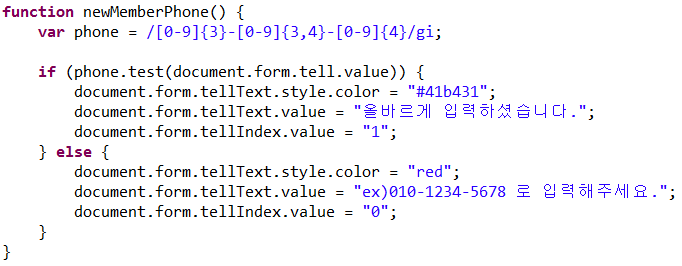 function newMemberPhone() {
    var phone = /[0-9]{3}-[0-9]{3,4}-[0-9]{4}/gi;
    if (phone.test(document.form.tell.value)) {
        document.form.tellText.style.color = "#41b431";
        document.form.tellText.value = "올바르게 입력하셨습니다.";
        document.form.tellIndex.value = "1";
    } else {
        document.form.tellText.style.color = "red";
        document.form.tellText.value = "ex)010-1234-5678 로 입력해주세요.";
        document.form.tellIndex.value = "0";
    }
}